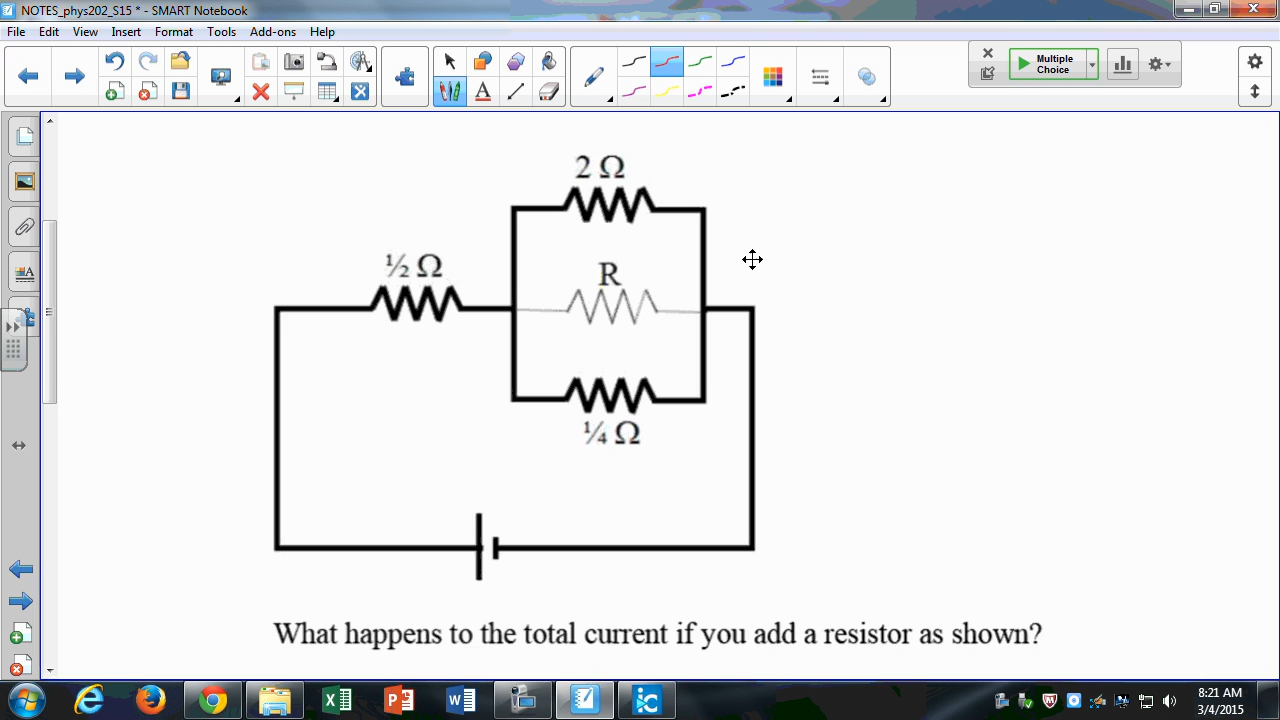 NOTES_phys202_S15 * - SMART Notebook
File Edit View Insert Format Tools Add-ons Help
Multiple
Choice
2 Ω
½ Ω
R
¼ Ω
What happens to the total current if you add a resistor as shown?
8:21 AM
3/4/2015